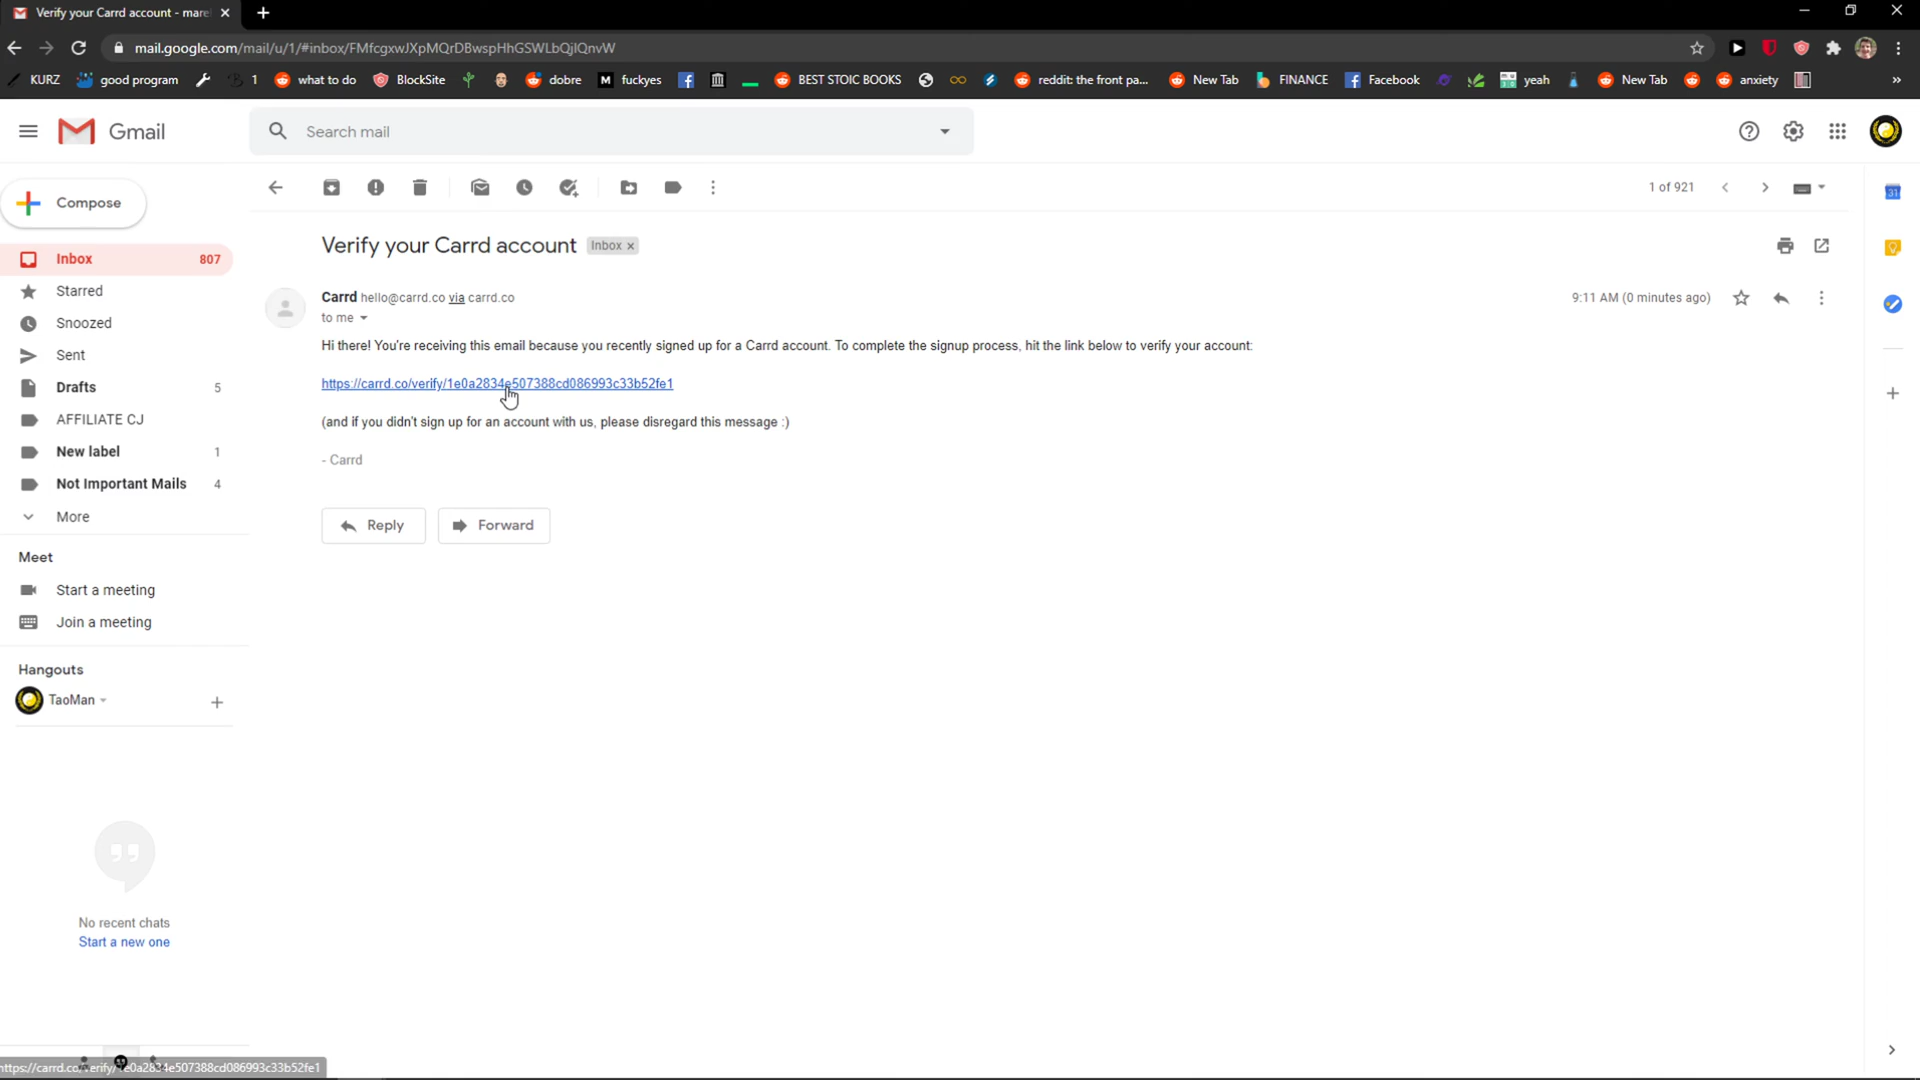 Verify your Carrd account - mare
mail.google.com/mail/u/1/#inbox/FMfcgxwJXpMQrDBwspHhGSWLbQjlQnvW
KURZ good program 1 what to do BlockSite dobre M fuckyes BEST STOIC BOOKS reddit: the front pa... New Tab FINANCE Facebook yeah New Tab anxiety »
Gmail
Search mail
Compose
1 of 921
31
Verify your Carrd account Inbox x
Inbox 807
Starred
Snoozed
Sent
Drafts 5
AFFILIATE CJ
New label 1
Not Important Mails 4
More
Carrd hello@carrd.co via carrd.co
9:11 AM (0 minutes ago)
to me
Hi there! You're receiving this email because you recently signed up for a Carrd account. To complete the signup process, hit the link below to verify your account:
https://carrd.co/verify/1e0a2834e507388cd086993c33b52fe1
(and if you didn't sign up for an account with us, please disregard this message :)
- Carrd
Reply
Forward
Meet
Start a meeting
Join a meeting
Hangouts
TaoMan
No recent chats
Start a new one